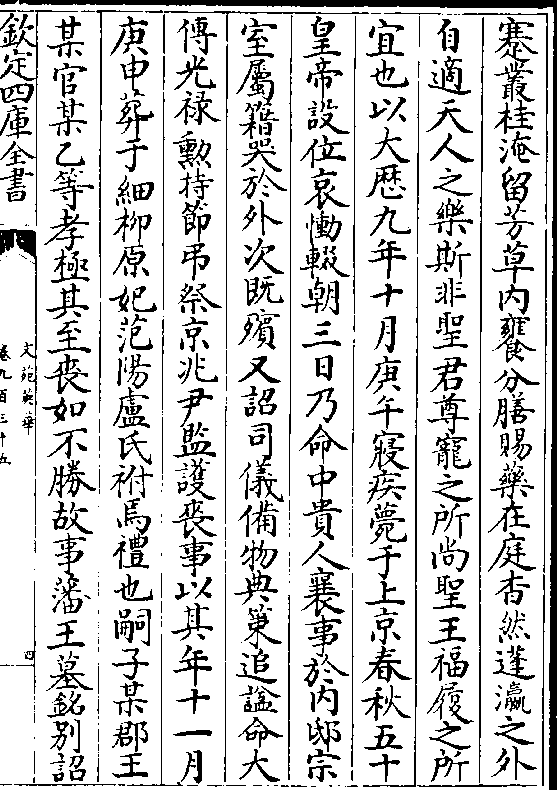 搴叢桂淹留芳草内饔分膳賜藥在庭杳然蓬瀛之外
自適天人之樂斯非聖君尊寵之所尚聖王福履之所
宜也以大厯九年十月庚午寢疾薨于上京春秋五十
皇帝設位哀慟輟朝三日乃命中貴人襄事於内邸宗
室屬籍哭於外次既殯又詔司儀備物典策追諡命大
傅光禄勲持節弔祭京兆尹監護喪事以其年十一月
庚申葬于細柳原妃范陽盧氏祔焉禮也嗣子某郡王
某官某乙等孝極其至喪如不勝故事藩王墓銘别詔
欽定四庫全書
文苑英華
卷九百三十五
四